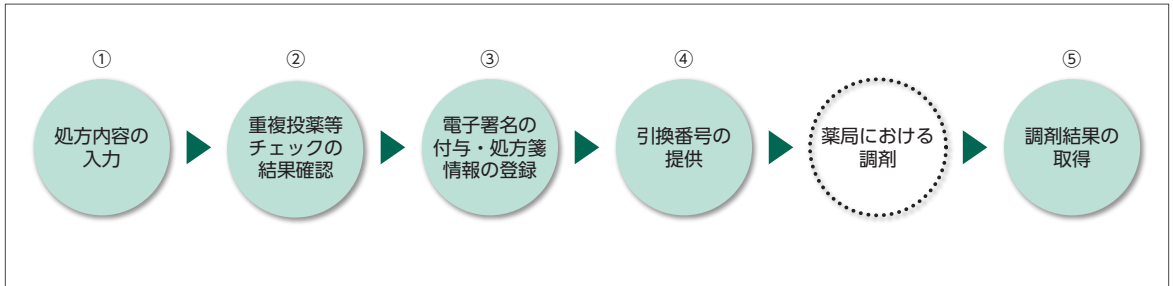 ①
処方内容の
入力
②
重複投薬等
チェックの
結果確認
③
電子署名の
付与・処方箋
情報の登録
④
引換番号の
提供
薬局における
調剤
⑤
調剤結果の
取得